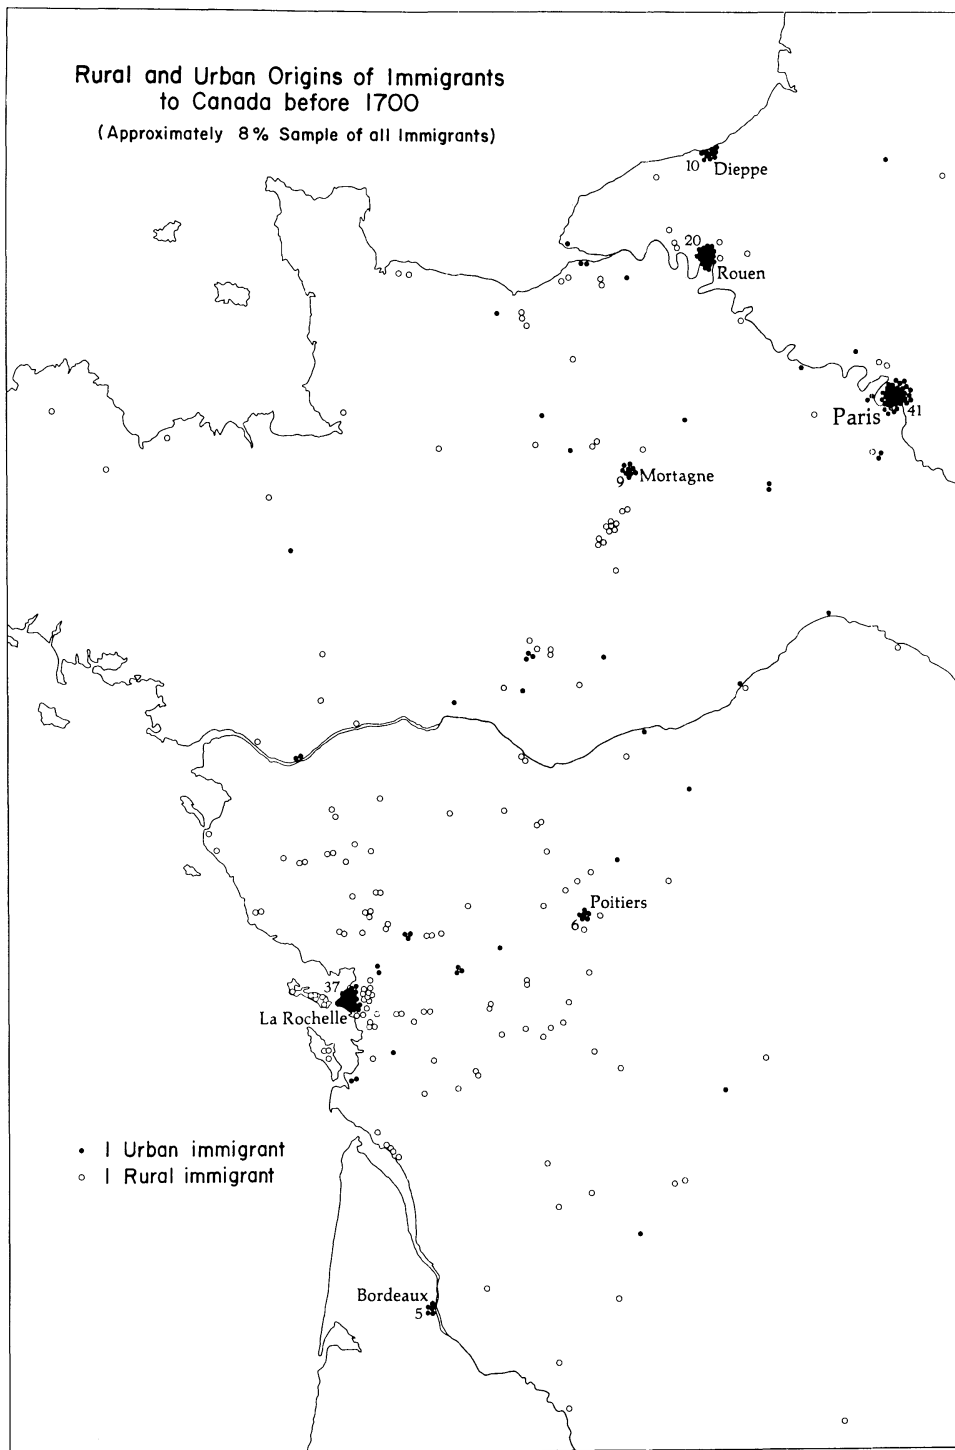 Rural and Urban Origins of Immigrants
to Canada before 1700
(Approximately 8% Sample of all Immigrants)
10 Dieppe
20
Rouen
Paris 41
9 Mortagne
Poitiers
6
37
La Rochelle
• 1 Urban immigrant
○ 1 Rural immigrant
Bordeaux
5